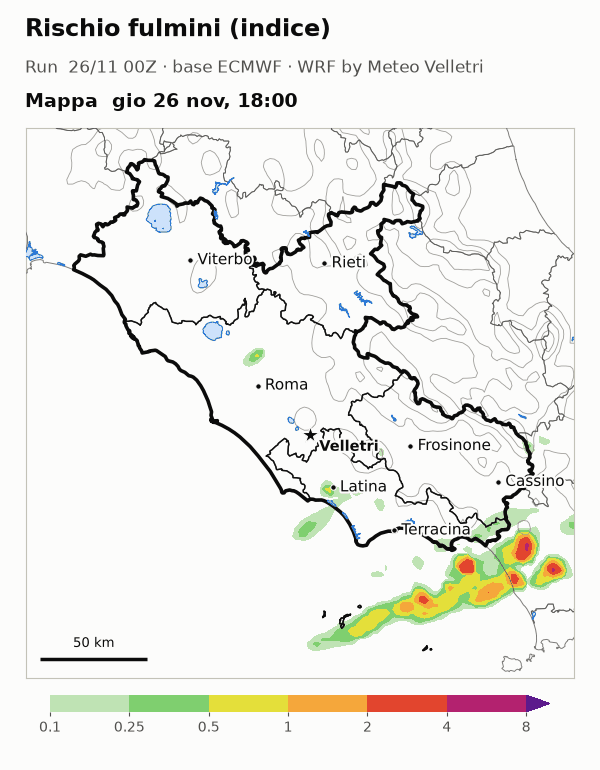 Rischio fulmini (indice)
Run  26/11 00Z · base ECMWF · WRF by Meteo Velletri
Mappa  gio 26 nov, 18:00
Viterbo
Rieti
Roma
Velletri
Frosinone
Cassino
Latina
Terracina
50 km
0.1 0.25 0.5 1 2 4 8